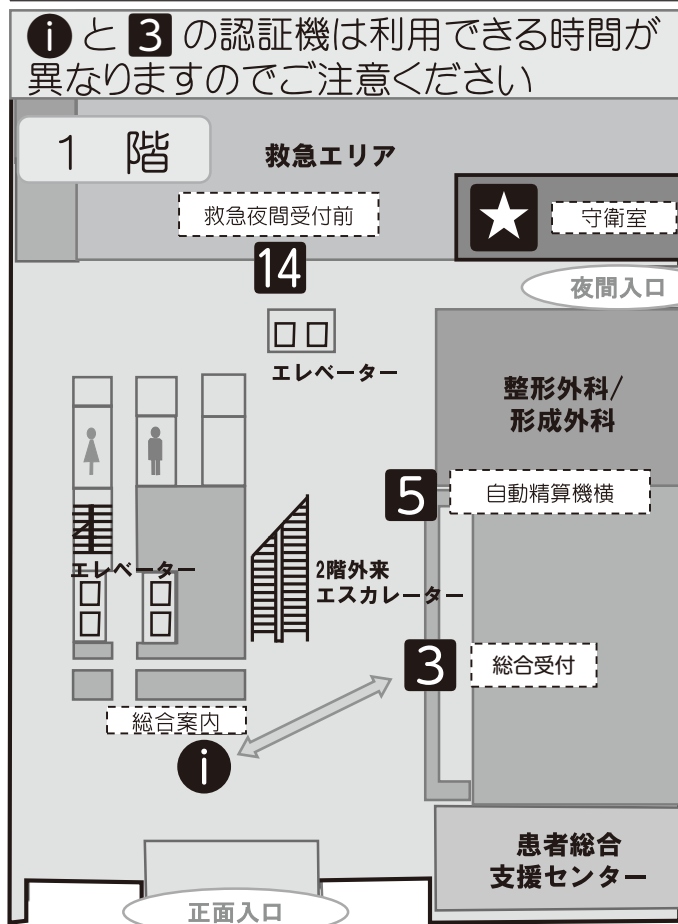 i と 3 の認証機は利用できる時間が
異なりますのでご注意ください
1 階
救急エリア
救急夜間受付前
14
守衛室
夜間入口
エレベーター
整形外科/
形成外科
5
自動精算機横
エレベーター
2階外来
エスカレーター
3
総合受付
総合案内
i
患者総合
支援センター
正面入口